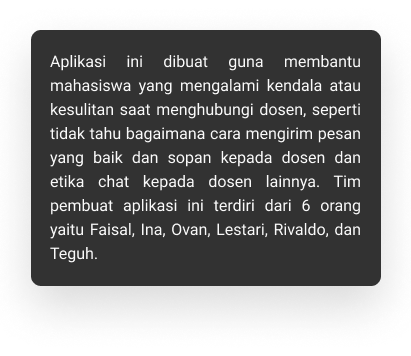 Aplikasi ini dibuat guna membantu
mahasiswa yang mengalami kendala atau
kesulitan saat menghubungi dosen, seperti
tidak tahu bagaimana cara mengirim pesan
yang baik dan sopan kepada dosen dan
etika chat kepada dosen lainnya. Tim
pembuat aplikasi ini terdiri dari 6 orang
yaitu Faisal, Ina, Ovan, Lestari, Rivaldo, dan
Teguh.